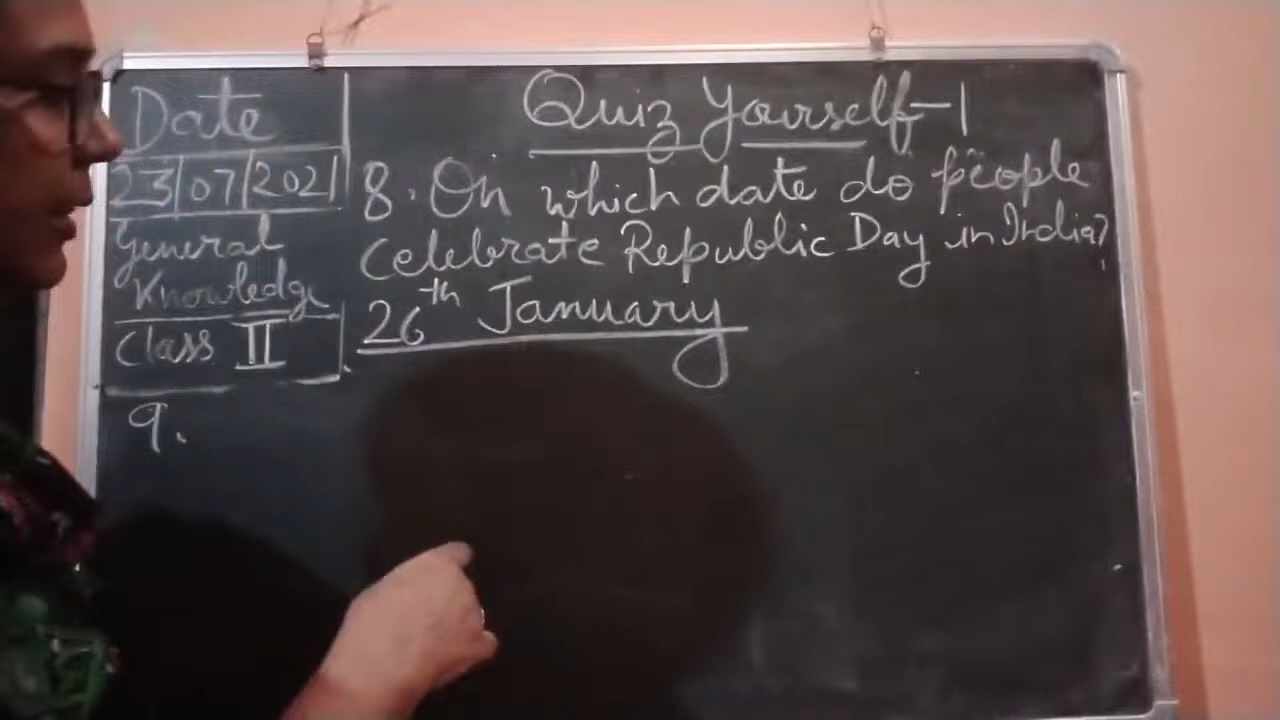 Date
23/07/2021
General
Knowledge
Class II
Quiz Yourself-1
8. On which date do people
celebrate Republic Day in India?
26th January
9.